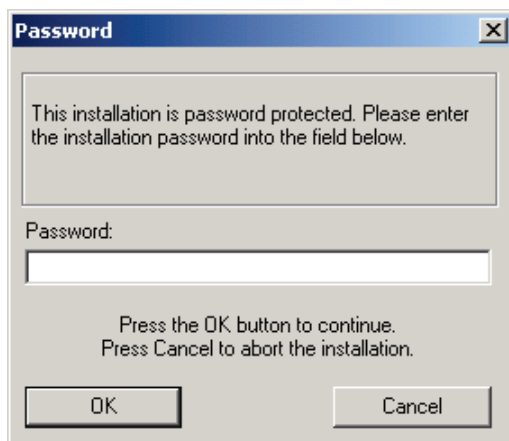 Password
This installation is password protected. Please enter
the installation password into the field below.
Password:
Press the OK button to continue.
Press Cancel to abort the installation.
OK
Cancel